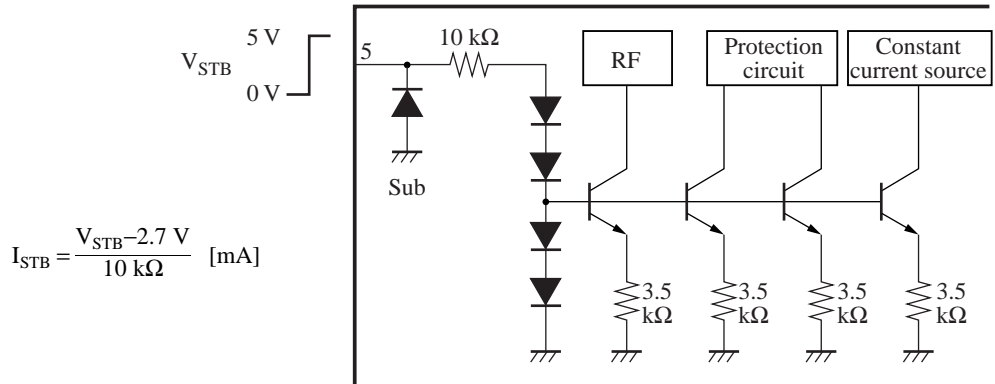 5 V
V_STB
0 V
5
10 kΩ
Sub
RF
Protection
circuit
Constant
current source
3.5
kΩ
3.5
kΩ
3.5
kΩ
3.5
kΩ
I_STB = V_STB−2.7 V / 10 kΩ [mA]